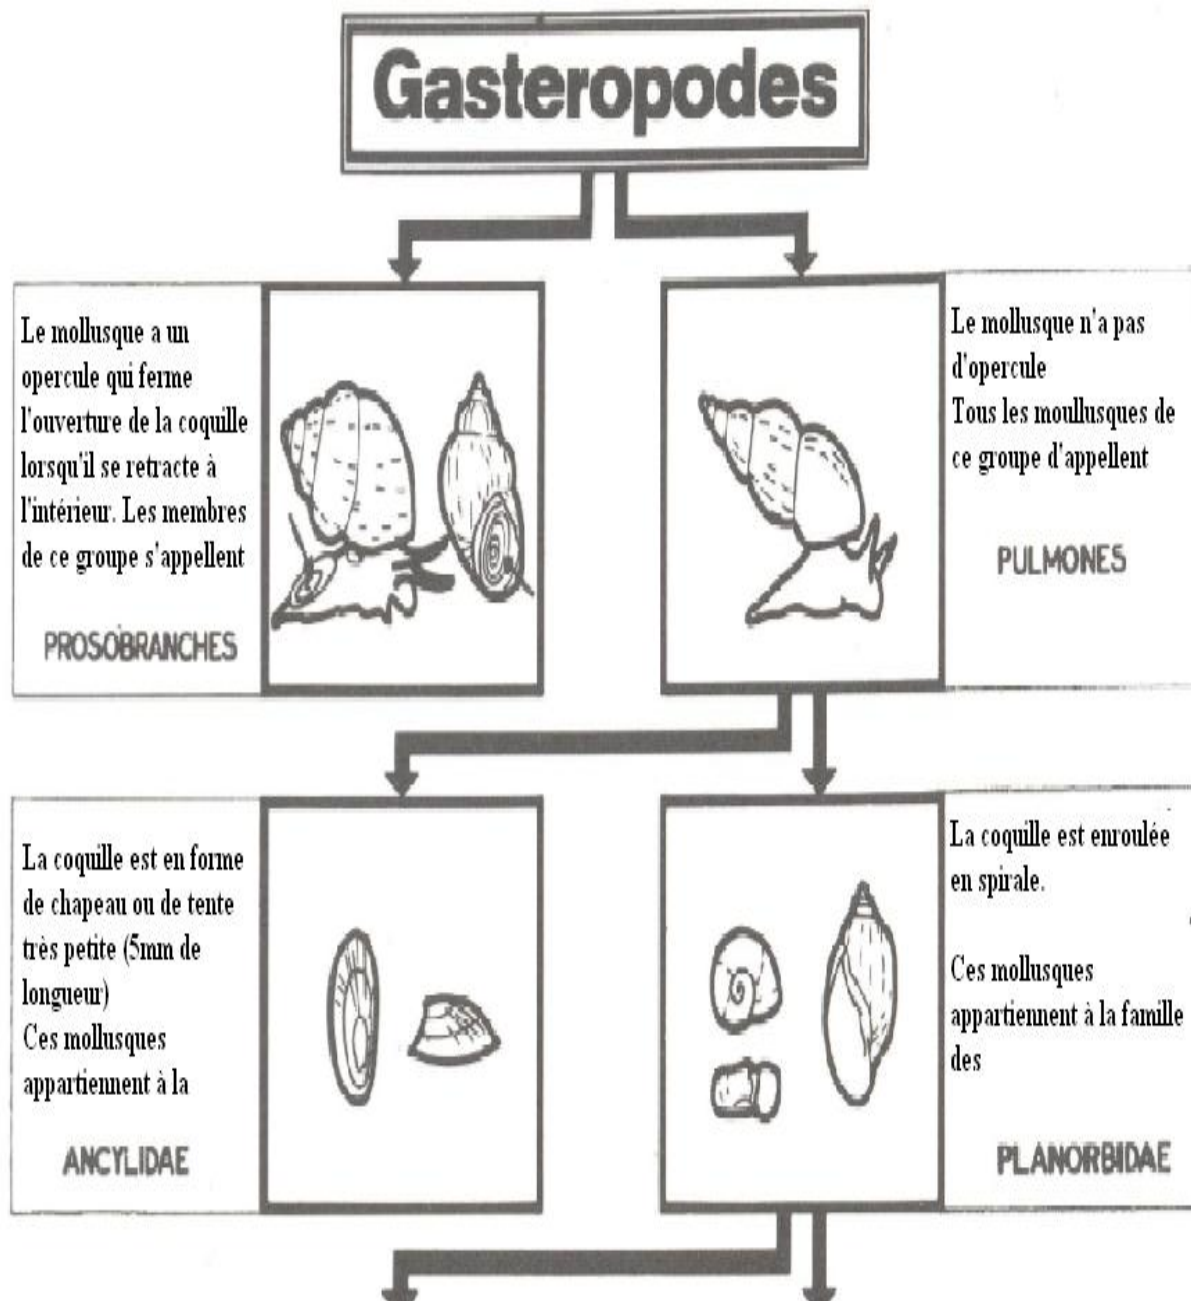 Gasteropodes
Le mollusque a un
opercule qui ferme
l'ouverture de la coquille
lorsqu'il se retracte à
l'intérieur. Les membres
de ce groupe s'appellent
PROSOBRANCHES
Le mollusque n'a pas
d'opercule
Tous les moullusques de
ce groupe d'appellent
PULMONES
La coquille est en forme
de chapeau ou de tente
très petite (5mm de
longueur)
Ces mollusques
appartiennent à la
ANCYLIDAE
La coquille est enroulée
en spirale.
Ces mollusques
appartiennent à la famille
des
PLANORBIDAE